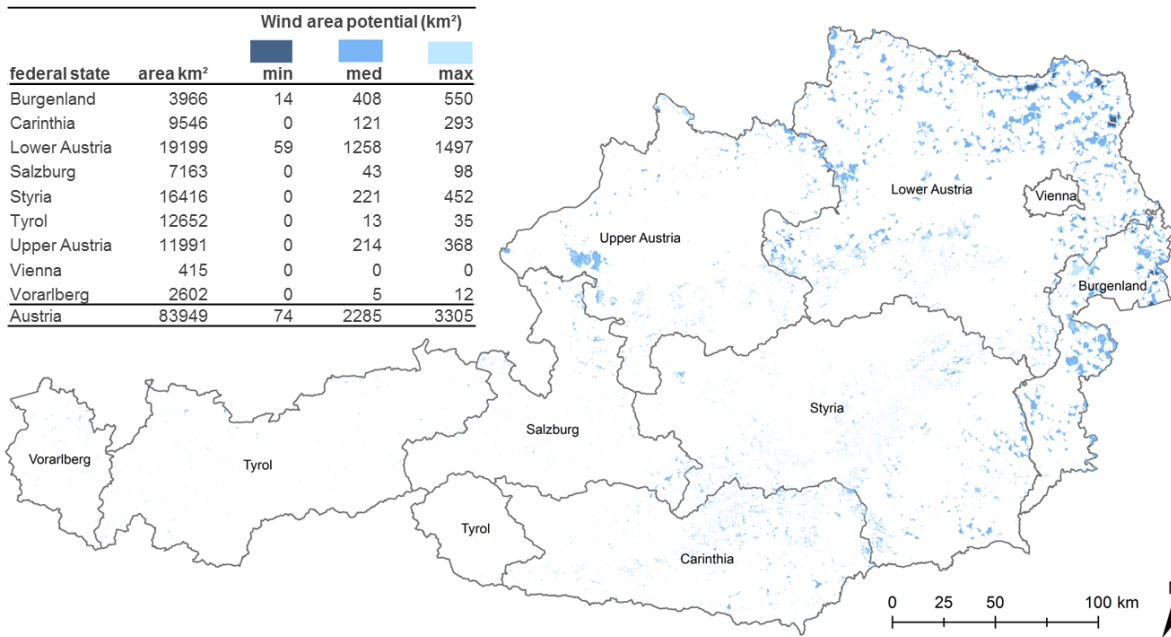 Wind area potential (km²)
federal state area km² min med max
Burgenland 3966 14 408 550
Carinthia 9546 0 121 293
Lower Austria 19199 59 1258 1497
Salzburg 7163 0 43 98
Styria 16416 0 221 452
Tyrol 12652 0 13 35
Upper Austria 11991 0 214 368
Vienna 415 0 0 0
Vorarlberg 2602 0 5 12
Austria 83949 74 2285 3305
Lower Austria
Vienna
Upper Austria
Burgenland
Styria
Salzburg
Vorarlberg
Tyrol
Tyrol
Carinthia
0 25 50 100 km